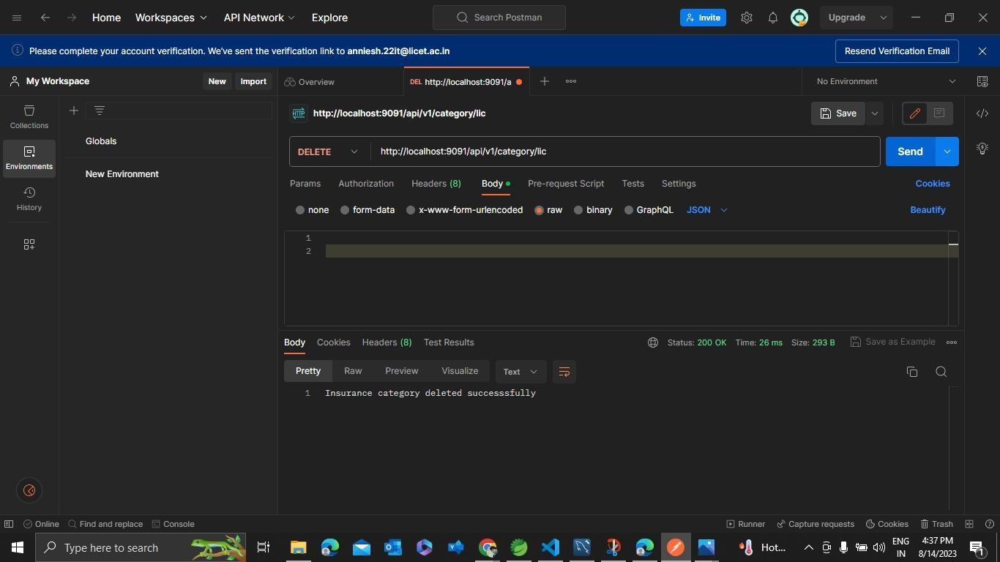 Home Workspaces API Network Explore Search Postman Invite Upgrade
Please complete your account verification. We've sent the verification link to anniesh.22it@licet.ac.in Resend Verification Email
My Workspace New Import Overview DEL http://localhost:9091/a No Environment
Collections
Environments
History
Globals
New Environment
HTTP http://localhost:9091/api/v1/category/lic Save
DELETE http://localhost:9091/api/v1/category/lic Send
Params Authorization Headers (8) Body Pre-request Script Tests Settings Cookies
none form-data x-www-form-urlencoded raw binary GraphQL JSON Beautify
1
2
Body Cookies Headers (8) Test Results Status: 200 OK Time: 26 ms Size: 293 B Save as Example
Pretty Raw Preview Visualize Text
1 Insurance category deleted successsfully
Online Find and replace Console Runner Capture requests Cookies Trash
Type here to search Hot... ENG IN 4:37 PM 8/14/2023 1